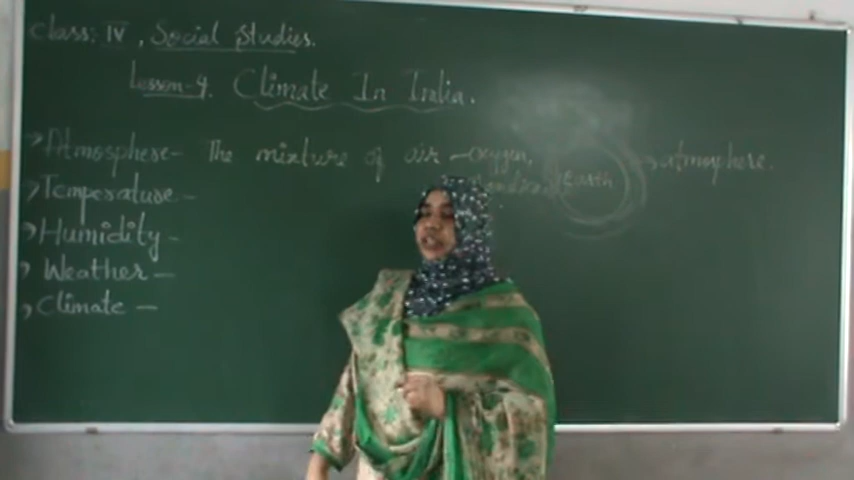 Class: IV, Social Studies.
Lesson-4. Climate In India.
→ Atmosphere- The mixture of air - oxygen,
earth → atmosphere.
→ Temperature -
→ Humidity -
→ Weather -
→ Climate -